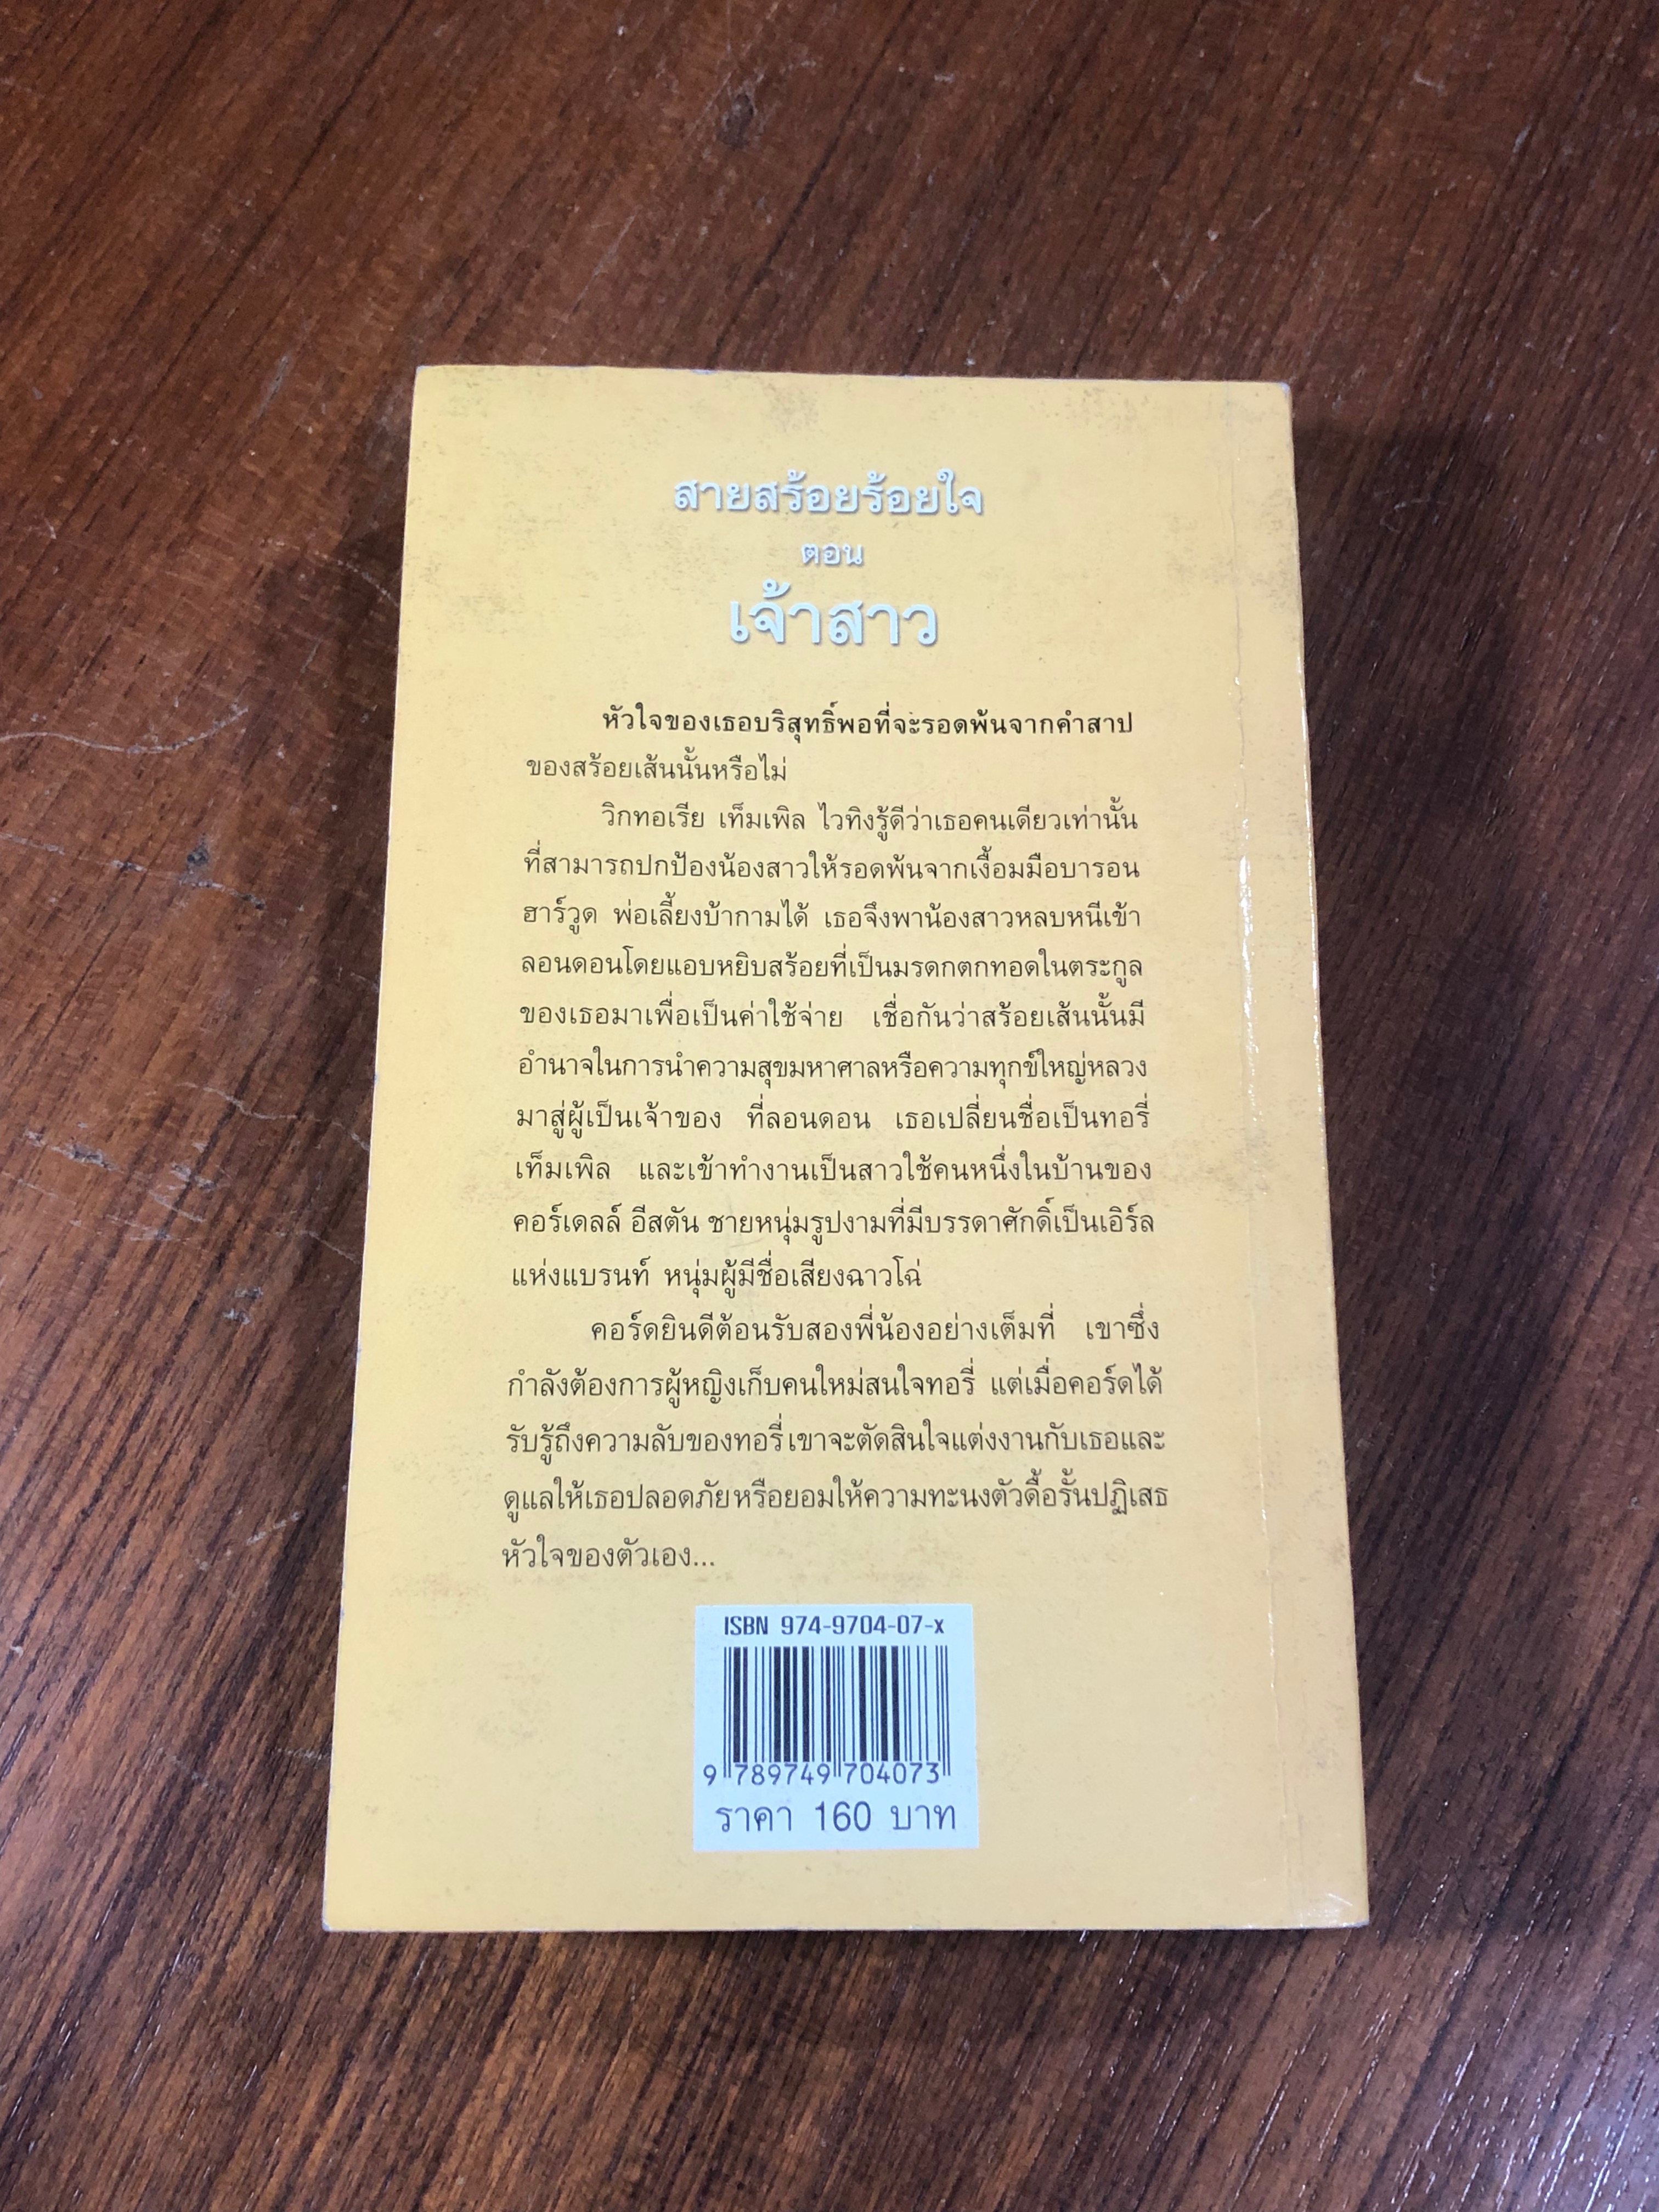 สายสร้อยร้อยใจ
ตอน
เจ้าสาว
หัวใจของเธอบริสุทธิ์พอที่จะรอดพ้นจากคำสาป
ของสร้อยเส้นนั้นหรือไม่
วิกทอเรีย เท็มเพิล ไวทิงรู้ดีว่าเธอคนเดียวเท่านั้น
ที่สามารถปกป้องน้องสาวให้รอดพ้นจากเงื้อมมือบารอน
ฮาร์วูด พ่อเลี้ยงบ้ากามได้ เธอจึงพาน้องสาวหลบหนีเข้า
ลอนดอนโดยแอบหยิบสร้อยที่เป็นมรดกตกทอดในตระกูล
ของเธอมาเพื่อเป็นค่าใช้จ่าย เชื่อกันว่าสร้อยเส้นนั้นมี
อำนาจในการนำความสุขมหาศาลหรือความทุกข์ใหญ่หลวง
มาสู่ผู้เป็นเจ้าของ ที่ลอนดอน เธอเปลี่ยนชื่อเป็นทอรี่
เท็มเพิล และเข้าทำงานเป็นสาวใช้คนหนึ่งในบ้านของ
คอร์เดลล์ อีสตัน ชายหนุ่มรูปงามที่มีบรรดาศักดิ์เป็นเอิร์ล
แห่งแบรนท์ หนุ่มผู้มีชื่อเสียงฉาวโฉ่
คอร์ดยินดีต้อนรับสองพี่น้องอย่างเต็มที่ เขาซึ่ง
กำลังต้องการผู้หญิงเก็บคนใหม่สนใจทอรี่ แต่เมื่อคอร์ดได้
รับรู้ถึงความลับของทอรี่เขาจะตัดสินใจแต่งงานกับเธอและ
ดูแลให้เธอปลอดภัยหรือยอมให้ความทะนงตัวดื้อรั้นปฏิเสธ
หัวใจของตัวเอง...
ISBN 974-9704-07-x
9 789749 704073
ราคา 160 บาท